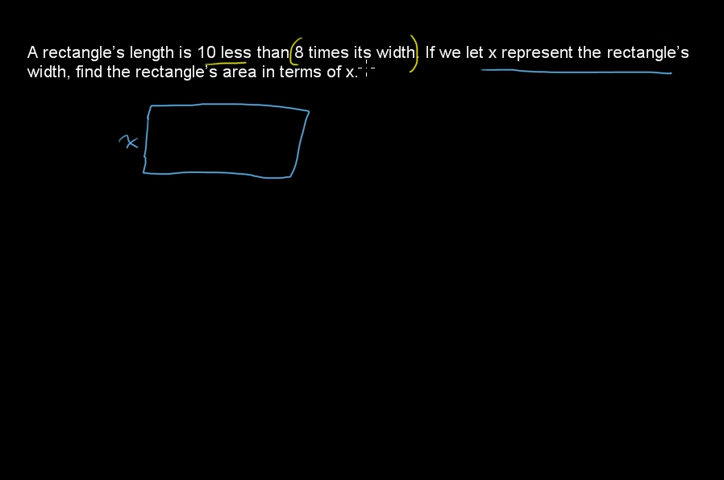 A rectangle's length is 10 less than (8 times its width). If we let x represent the rectangle's
width, find the rectangle's area in terms of x.
x